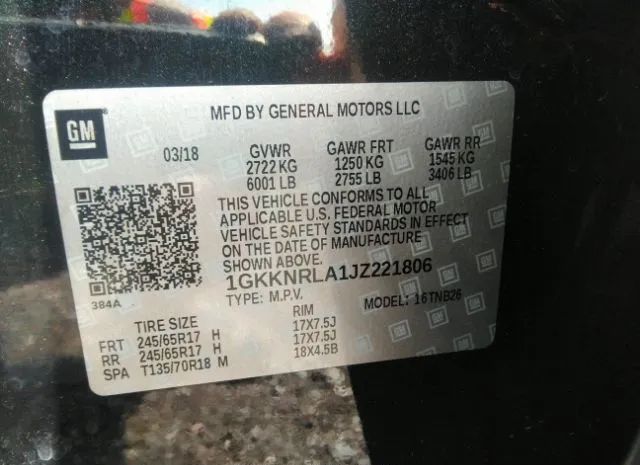 GM
MFD BY GENERAL MOTORS LLC
03/18 GVWR GAWR FRT GAWR RR
2722 KG 1250 KG 1545 KG
6001 LB 2755 LB 3406 LB
THIS VEHICLE CONFORMS TO ALL
APPLICABLE U.S. FEDERAL MOTOR
VEHICLE SAFETY STANDARDS IN EFFECT
ON THE DATE OF MANUFACTURE
SHOWN ABOVE.
1GKKNRLA1JZ221806
384A
TYPE: M.P.V. MODEL: 16TNB26
TIRE SIZE RIM
FRT 245/65R17 H 17X7.5J
RR 245/65R17 H 17X7.5J
SPA T135/70R18 M 18X4.5B